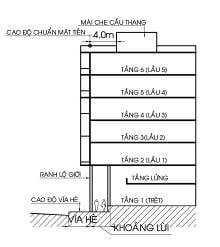 MÁI CHE CẦU THANG
CAO ĐỘ CHUẨN MẶT TIỀN
4.0m
TẦNG 6 (LẦU 5)
TẦNG 5 (LẦU 4)
TẦNG 4 (LẦU 3)
TẦNG 3(LẦU 2)
TẦNG 2 (LẦU 1)
RANH LỘ GIỚI
TẦNG LỬNG
CAO ĐỘ VỈA HÈ
TẦNG 1 (TRỆT)
VỈA HÈ
KHOẢNG LÙI